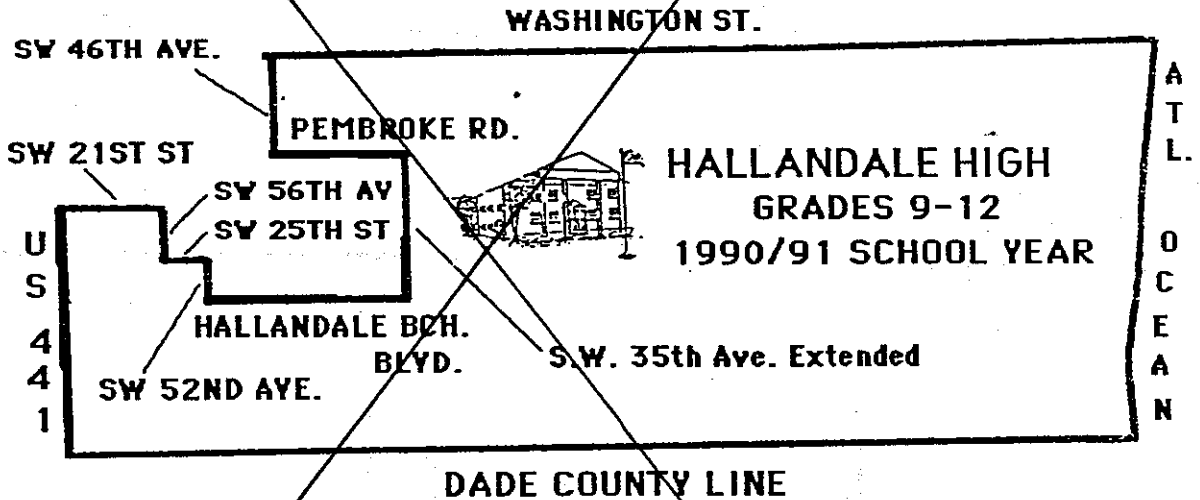 WASHINGTON ST.
SW 46TH AVE.
PEMBROKE RD.
SW 21ST ST
SW 56TH AV
SW 25TH ST
HALLANDALE HIGH
GRADES 9-12
1990/91 SCHOOL YEAR
ATL. OCEAN
US 441
HALLANDALE BCH.
BLVD.
S.W. 35th Ave. Extended
SW 52ND AVE.
DADE COUNTY LINE